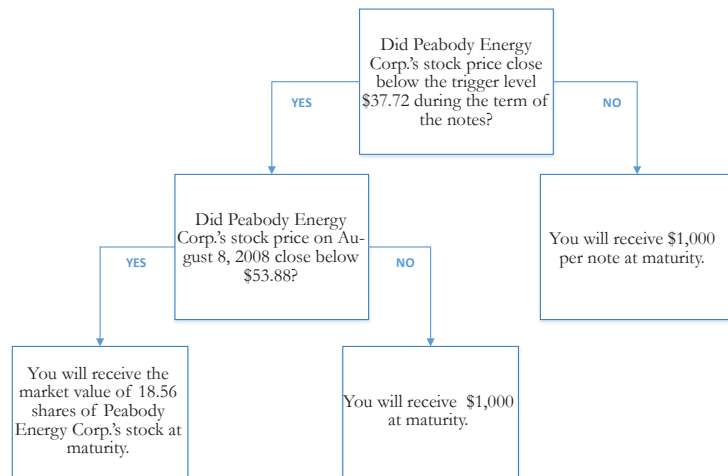 Did Peabody Energy
Corp.'s stock price close
below the trigger level
$37.72 during the term of
the notes?
YES
NO
Did Peabody Energy
Corp.'s stock price on Au-
gust 8, 2008 close below
$53.88?
You will receive $1,000
per note at maturity.
YES
NO
You will receive the
market value of 18.56
shares of Peabody
Energy Corp.'s stock at
maturity.
You will receive $1,000
at maturity.